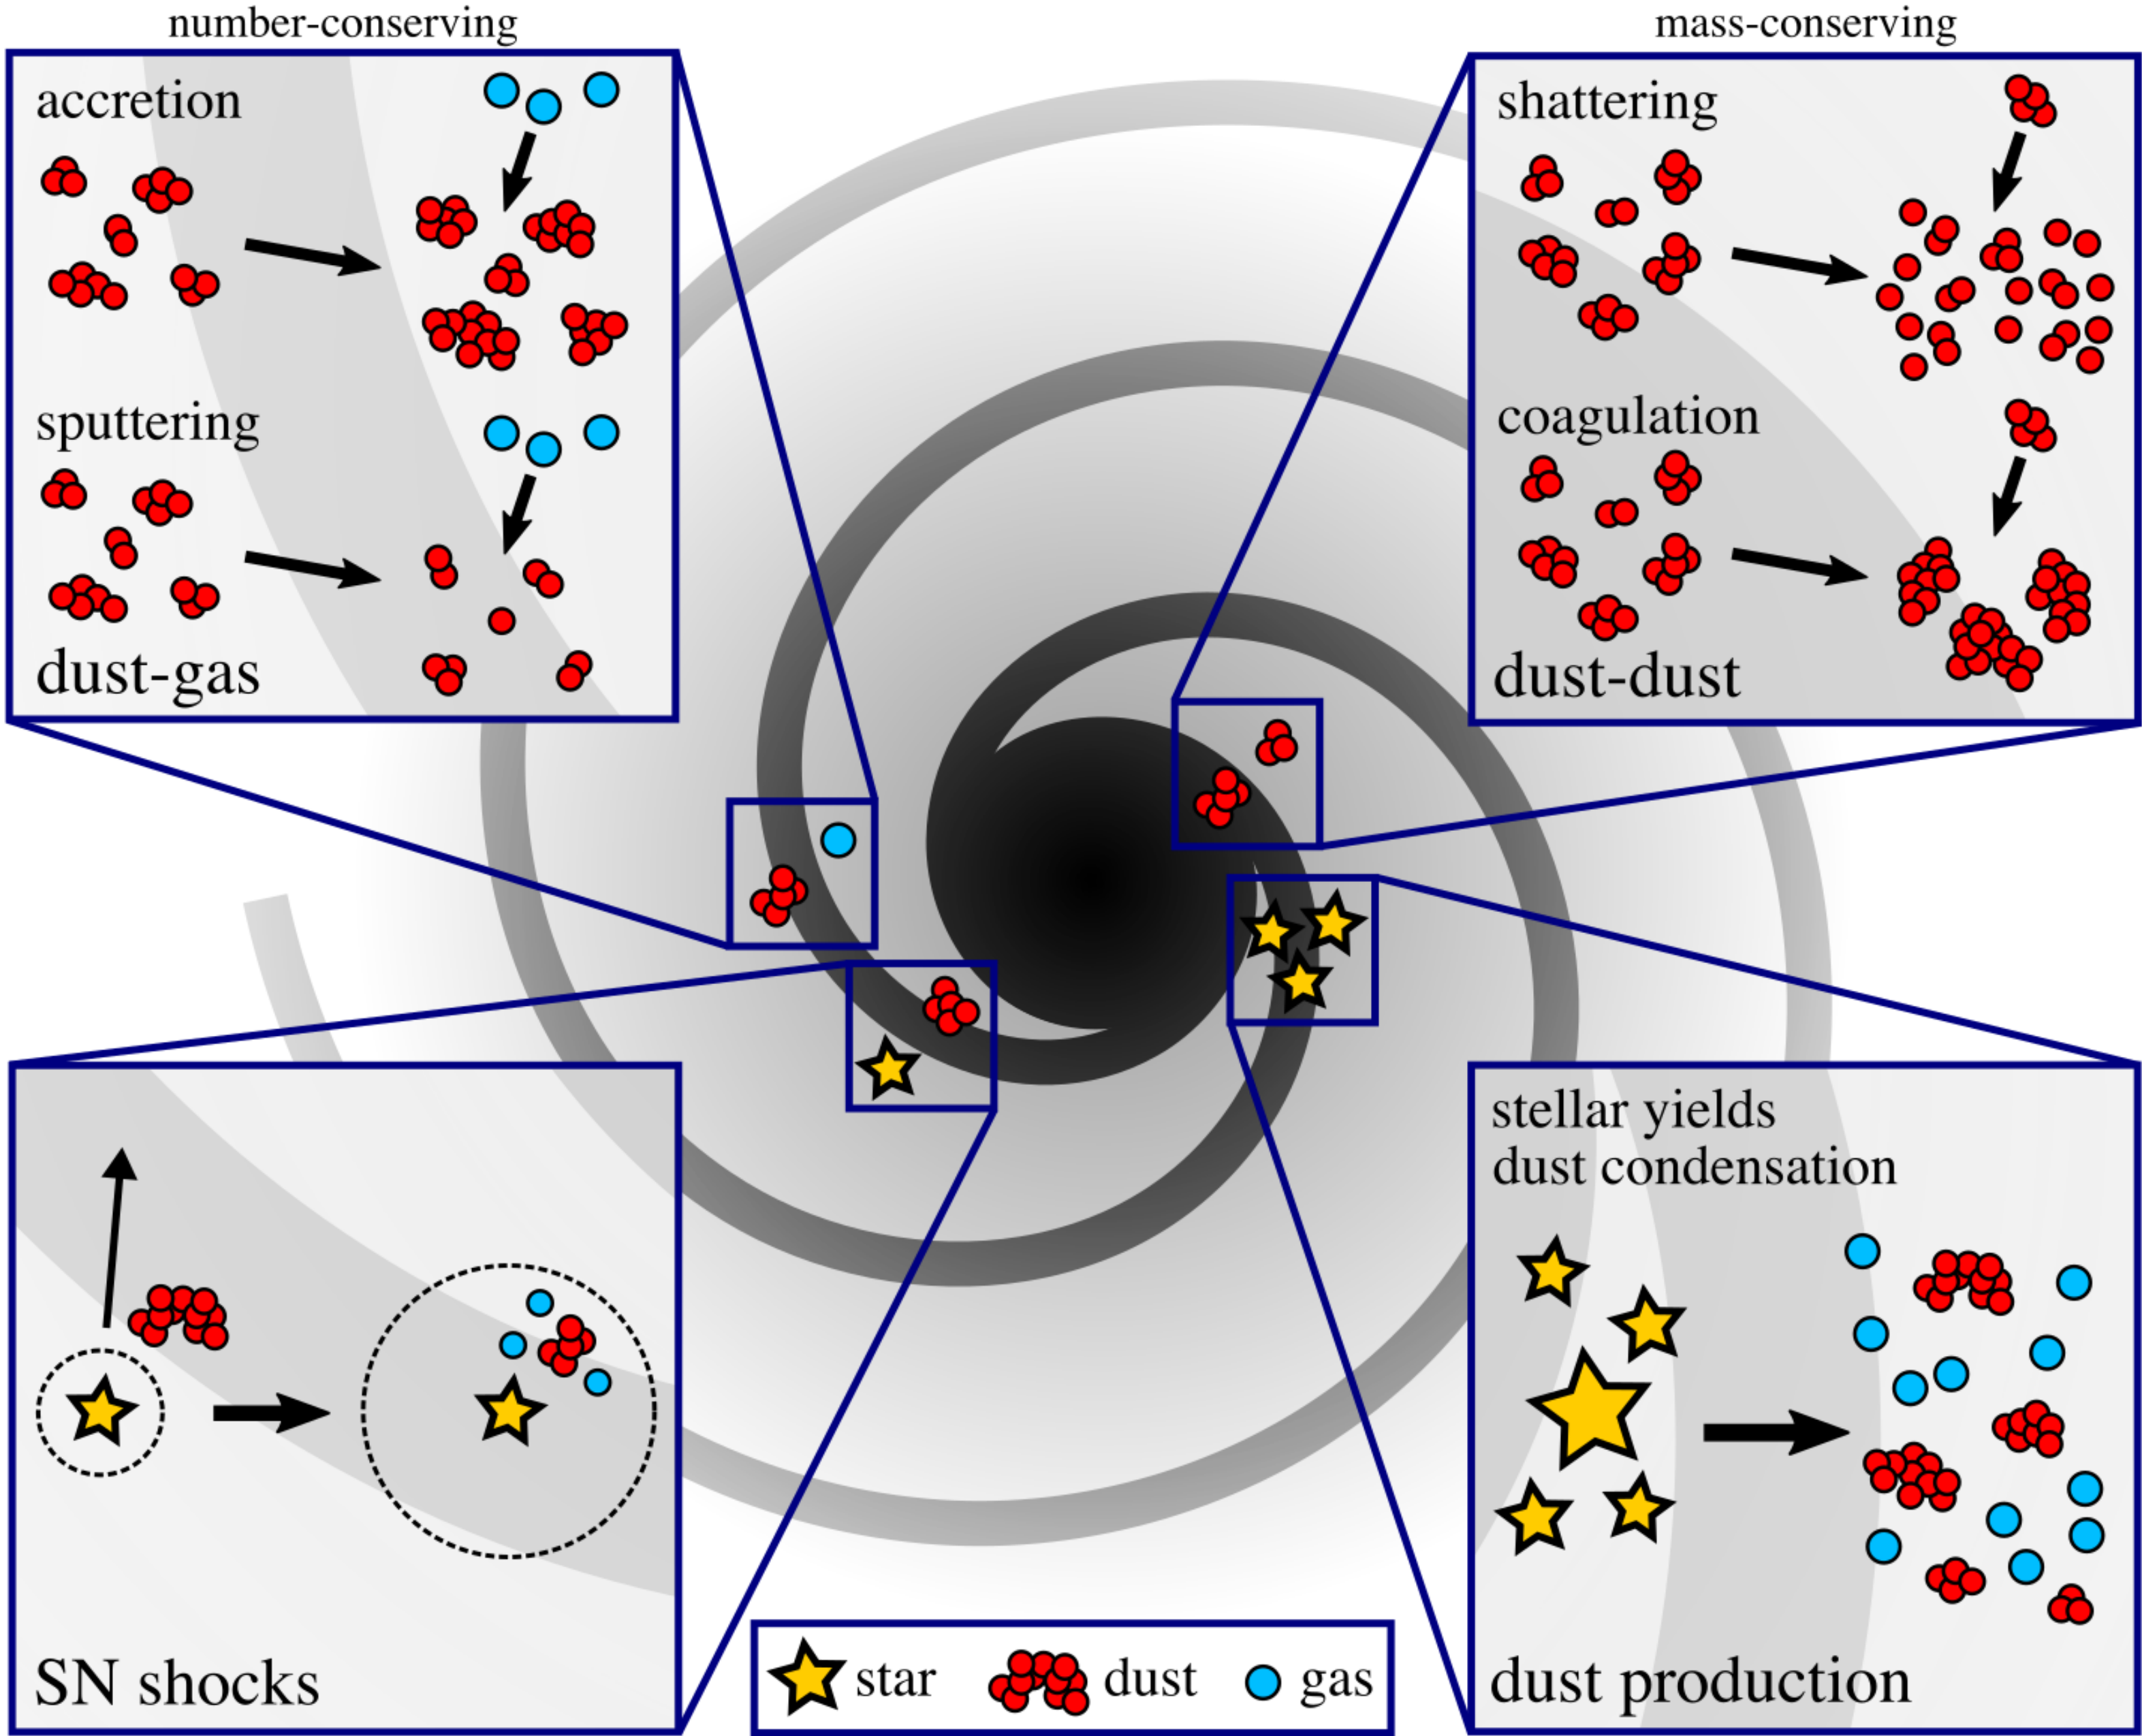 number-conserving
mass-conserving
accretion
sputtering
dust-gas
shattering
coagulation
dust-dust
SN shocks
stellar yields
dust condensation
dust production
star
dust
gas